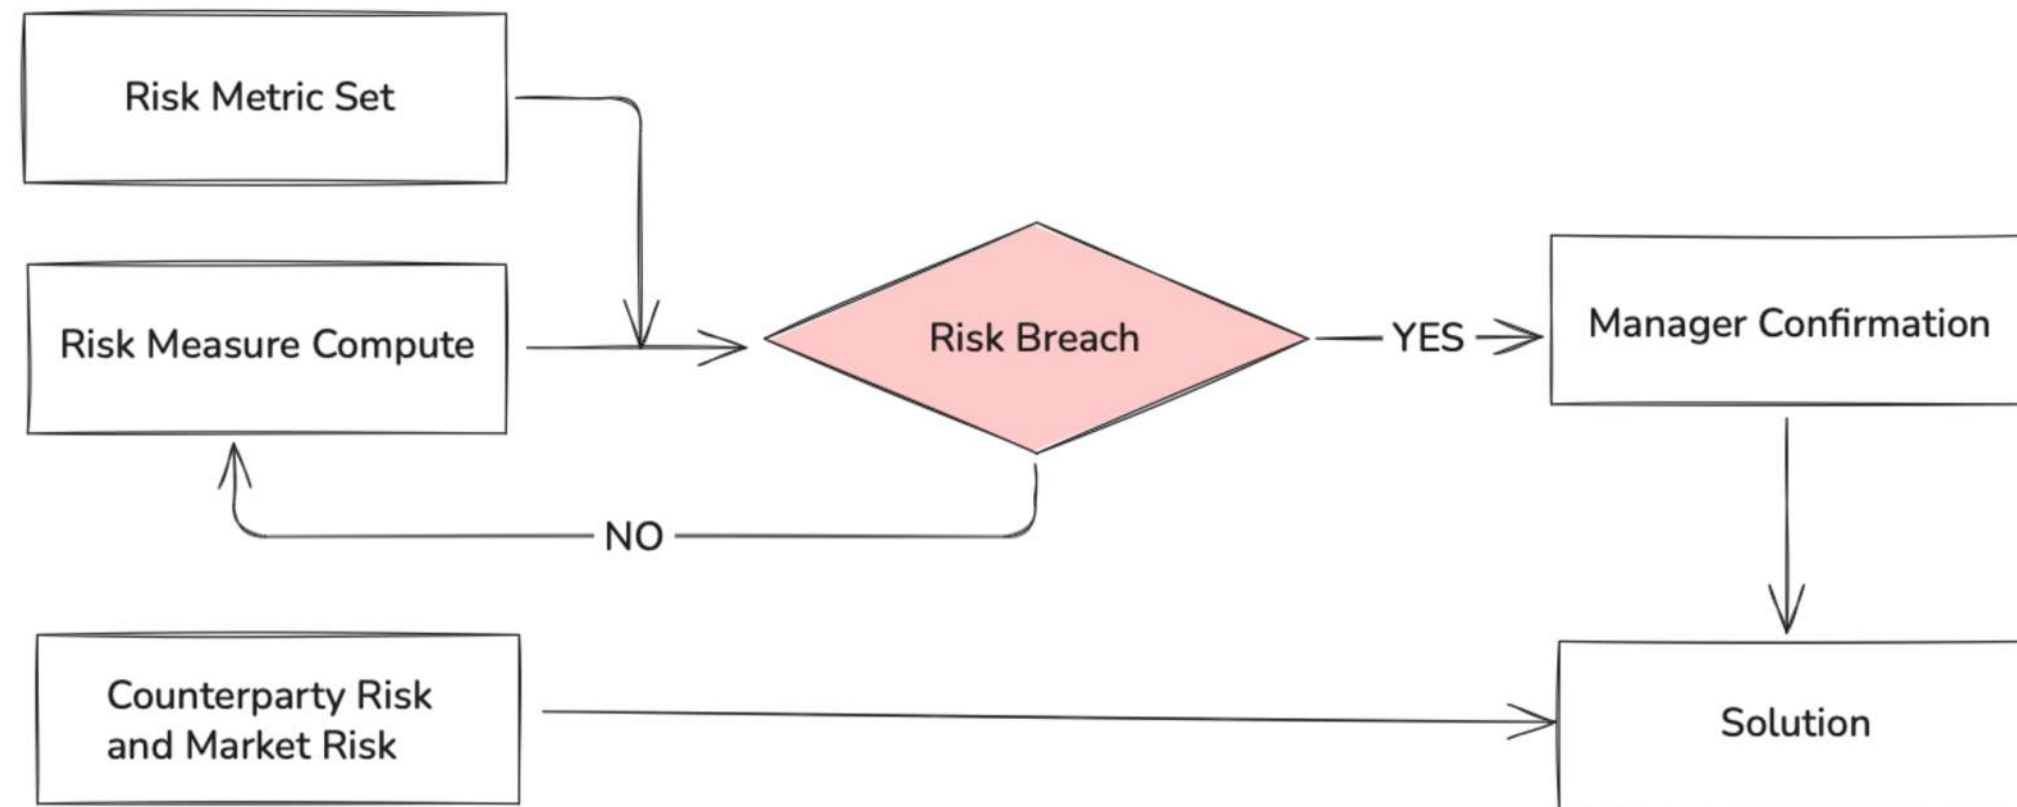 Risk Metric Set
Risk Measure Compute
Risk Breach
YES
Manager Confirmation
NO
Counterparty Risk
and Market Risk
Solution